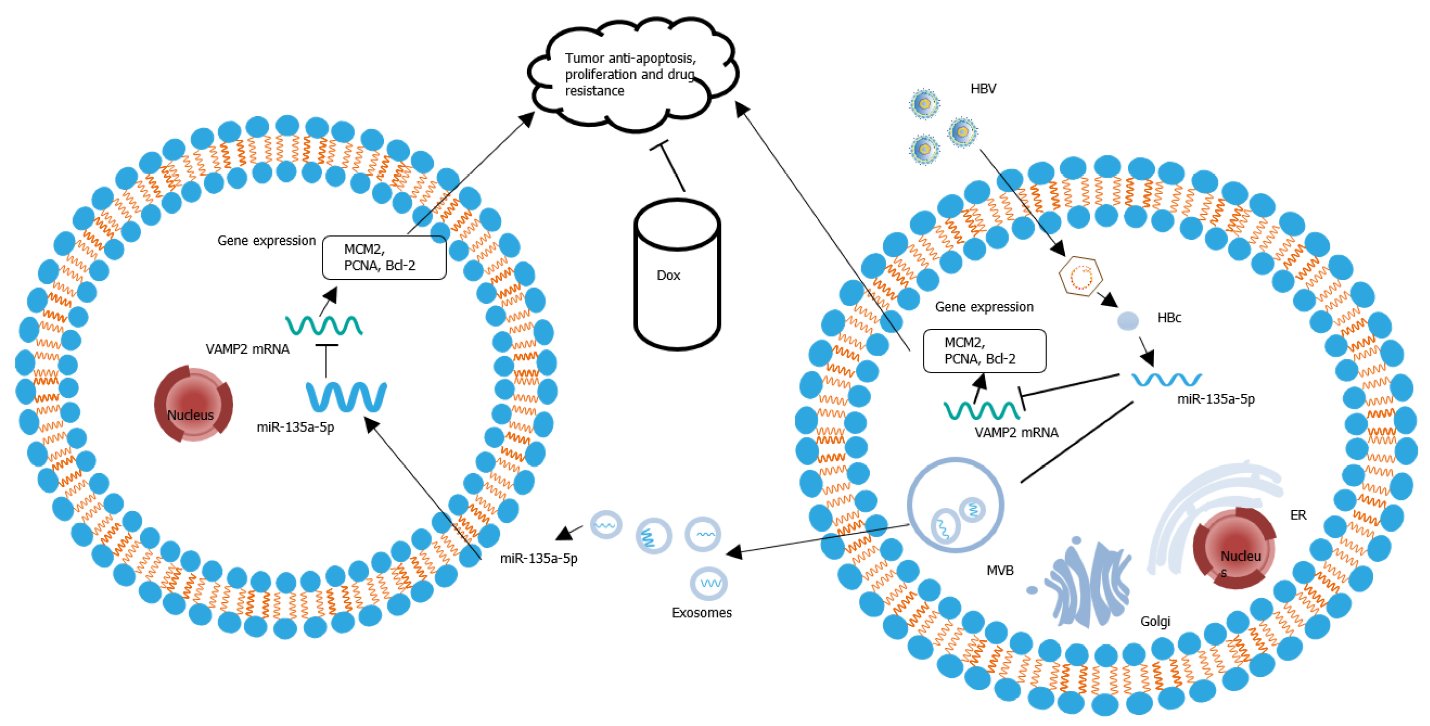 Tumor anti-apoptosis,
proliferation and drug
resistance
HBV
Gene expression
MCM2,
PCNA, Bcl-2
VAMP2 mRNA
Nucleus
miR-135a-5p
Dox
HBc
Gene expression
MCM2,
PCNA, Bcl-2
miR-135a-5p
VAMP2 mRNA
miR-135a-5p
Exosomes
MVB
Golgi
ER
Nucleu
s